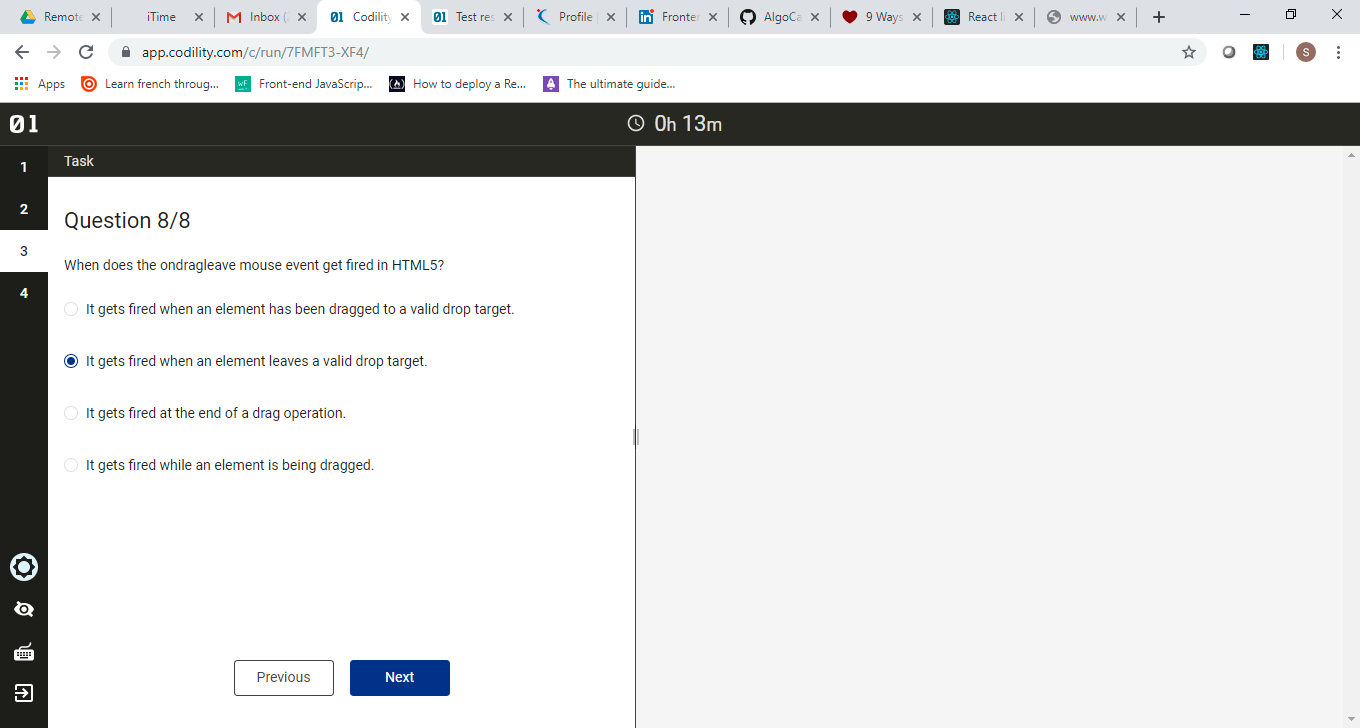 Remote iTime Inbox ( Codility Test res Profile Fronter AlgoCa 9 Ways React li www.w
app.codility.com/c/run/7FMFT3-XF4/ S
Apps Learn french throug... WF Front-end JavaScrip... How to deploy a Re... The ultimate guide...
01 0h 13m
1 Task
2
3
4
Question 8/8
When does the ondragleave mouse event get fired in HTML5?
It gets fired when an element has been dragged to a valid drop target.
It gets fired when an element leaves a valid drop target.
It gets fired at the end of a drag operation.
It gets fired while an element is being dragged.
Previous Next